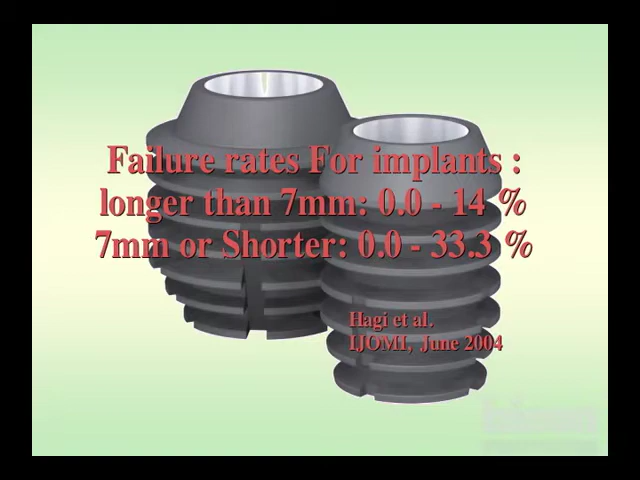 Failure rates For implants :
longer than 7mm: 0.0 - 14 %
7mm or Shorter: 0.0 - 33.3 %
Hagi et al.
IJOMI, June 2004